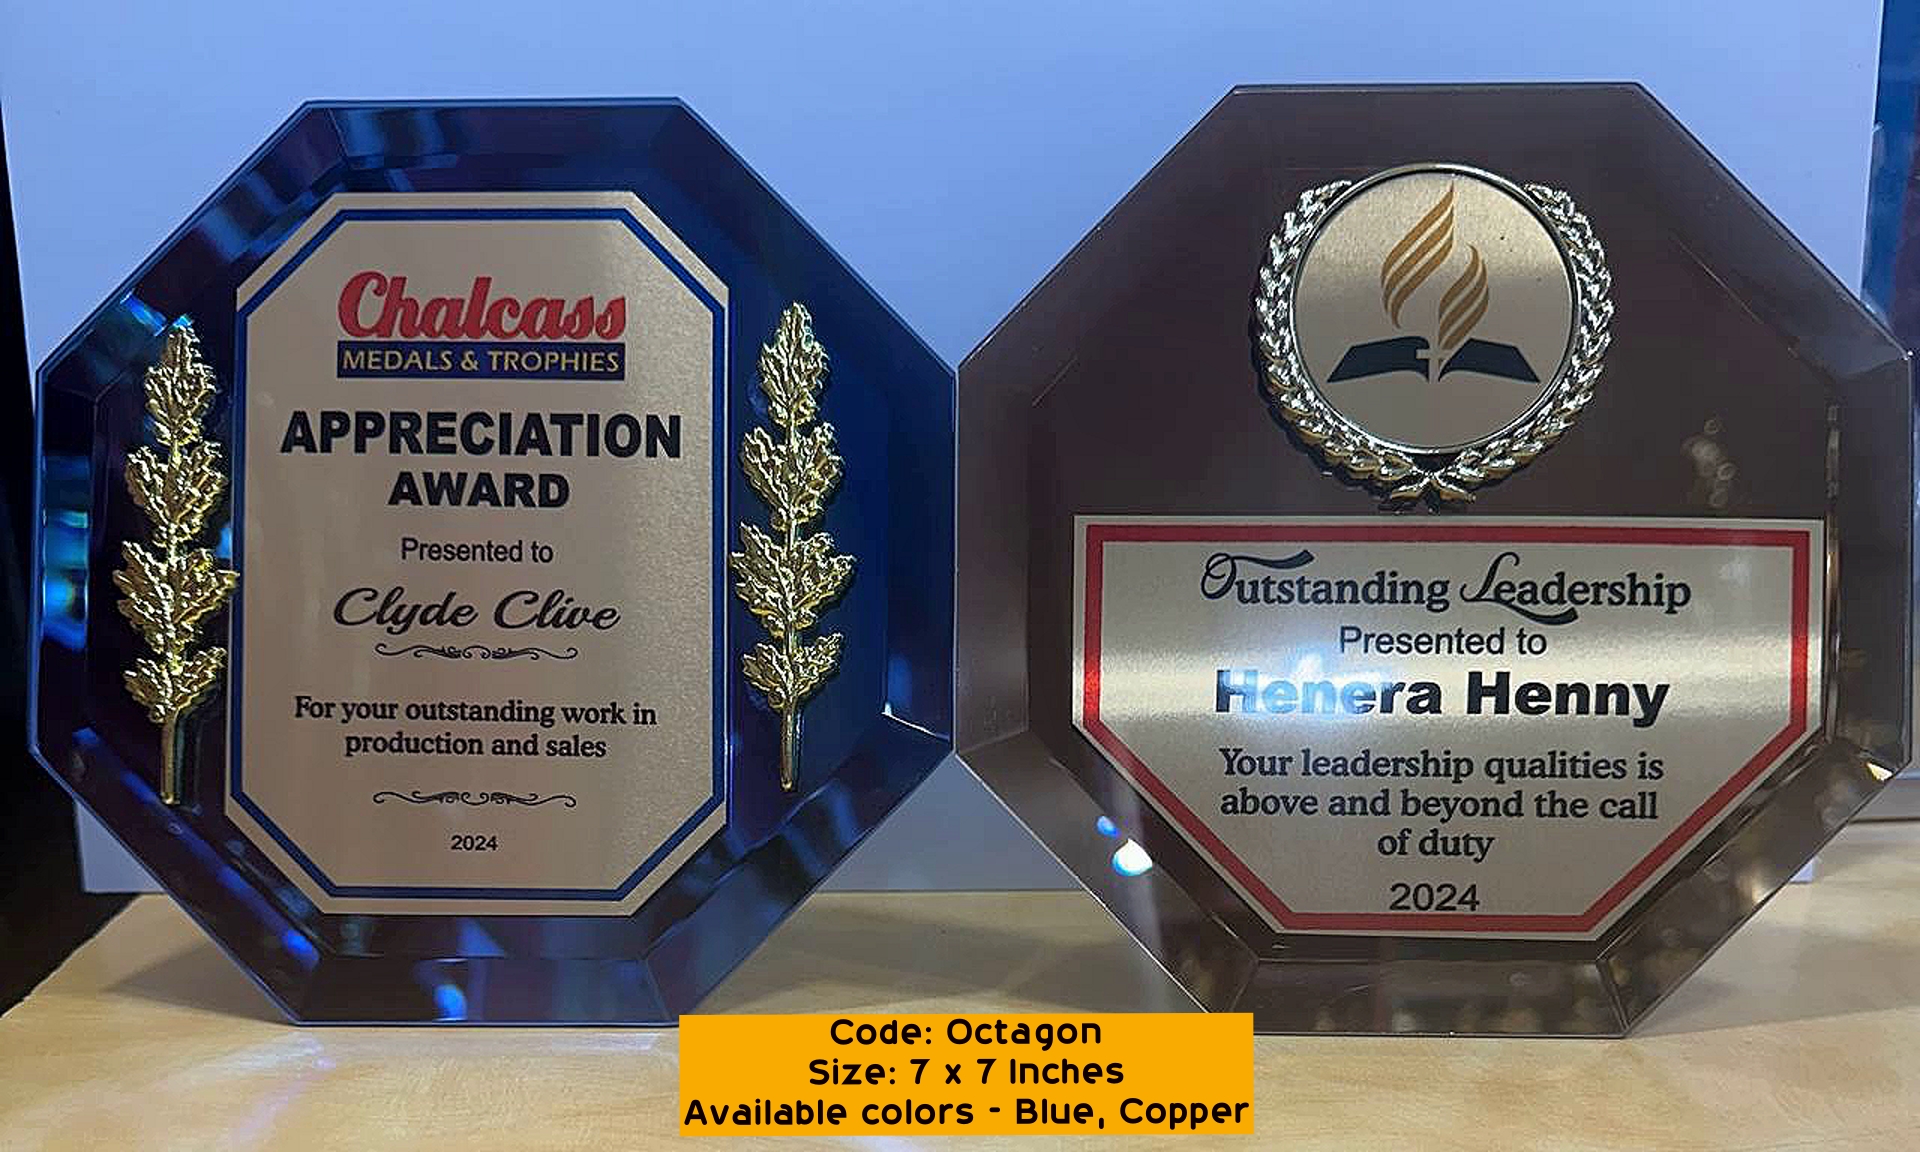 Chalcass
MEDALS & TROPHIES
APPRECIATION
AWARD
Presented to
Clyde Clive
For your outstanding work in
production and sales
2024
Outstanding Leadership
Presented to
Henera Henny
Your leadership qualities is
above and beyond the call
of duty
2024
Code: Octagon
Size: 7 x 7 Inches
Available colors - Blue, Copper